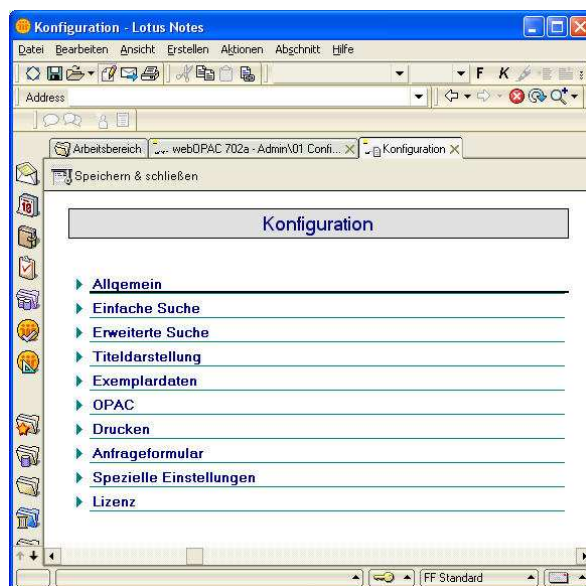 Konfiguration - Lotus Notes
Datei Bearbeiten Ansicht Erstellen Aktionen Abschnitt Hilfe
F K
Address
Arbeitsbereich webOPAC 702a - Admin\01 Confi... Konfiguration
Speichern & schließen
Konfiguration
Allgemein
Einfache Suche
Erweiterte Suche
Titeldarstellung
Exemplardaten
OPAC
Drucken
Anfrageformular
Spezielle Einstellungen
Lizenz
FF Standard